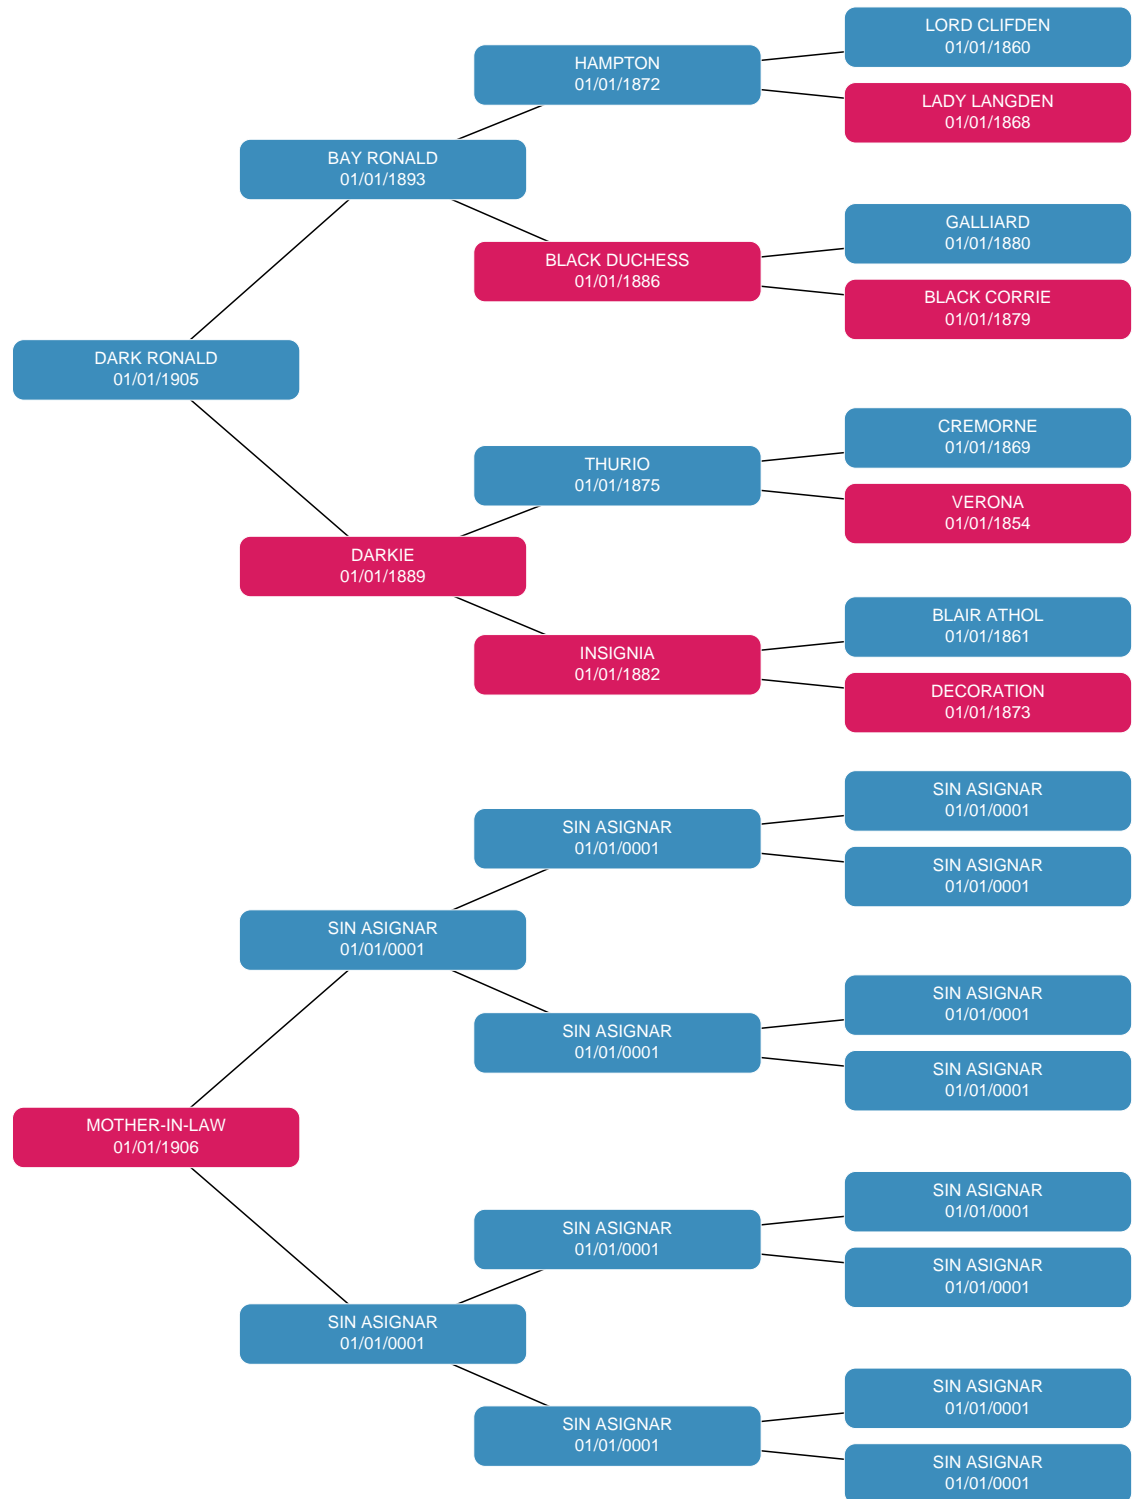 LORD CLIFDEN
01/01/1860
HAMPTON
01/01/1872
LADY LANGDEN
01/01/1868
BAY RONALD
01/01/1893
GALLIARD
01/01/1880
BLACK DUCHESS
01/01/1886
BLACK CORRIE
01/01/1879
DARK RONALD
01/01/1905
CREMORNE
01/01/1869
THURIO
01/01/1875
VERONA
01/01/1854
DARKIE
01/01/1889
BLAIR ATHOL
01/01/1861
INSIGNIA
01/01/1882
DECORATION
01/01/1873
SIN ASIGNAR
01/01/0001
SIN ASIGNAR
01/01/0001
SIN ASIGNAR
01/01/0001
SIN ASIGNAR
01/01/0001
SIN ASIGNAR
01/01/0001
SIN ASIGNAR
01/01/0001
SIN ASIGNAR
01/01/0001
MOTHER-IN-LAW
01/01/1906
SIN ASIGNAR
01/01/0001
SIN ASIGNAR
01/01/0001
SIN ASIGNAR
01/01/0001
SIN ASIGNAR
01/01/0001
SIN ASIGNAR
01/01/0001
SIN ASIGNAR
01/01/0001
SIN ASIGNAR
01/01/0001